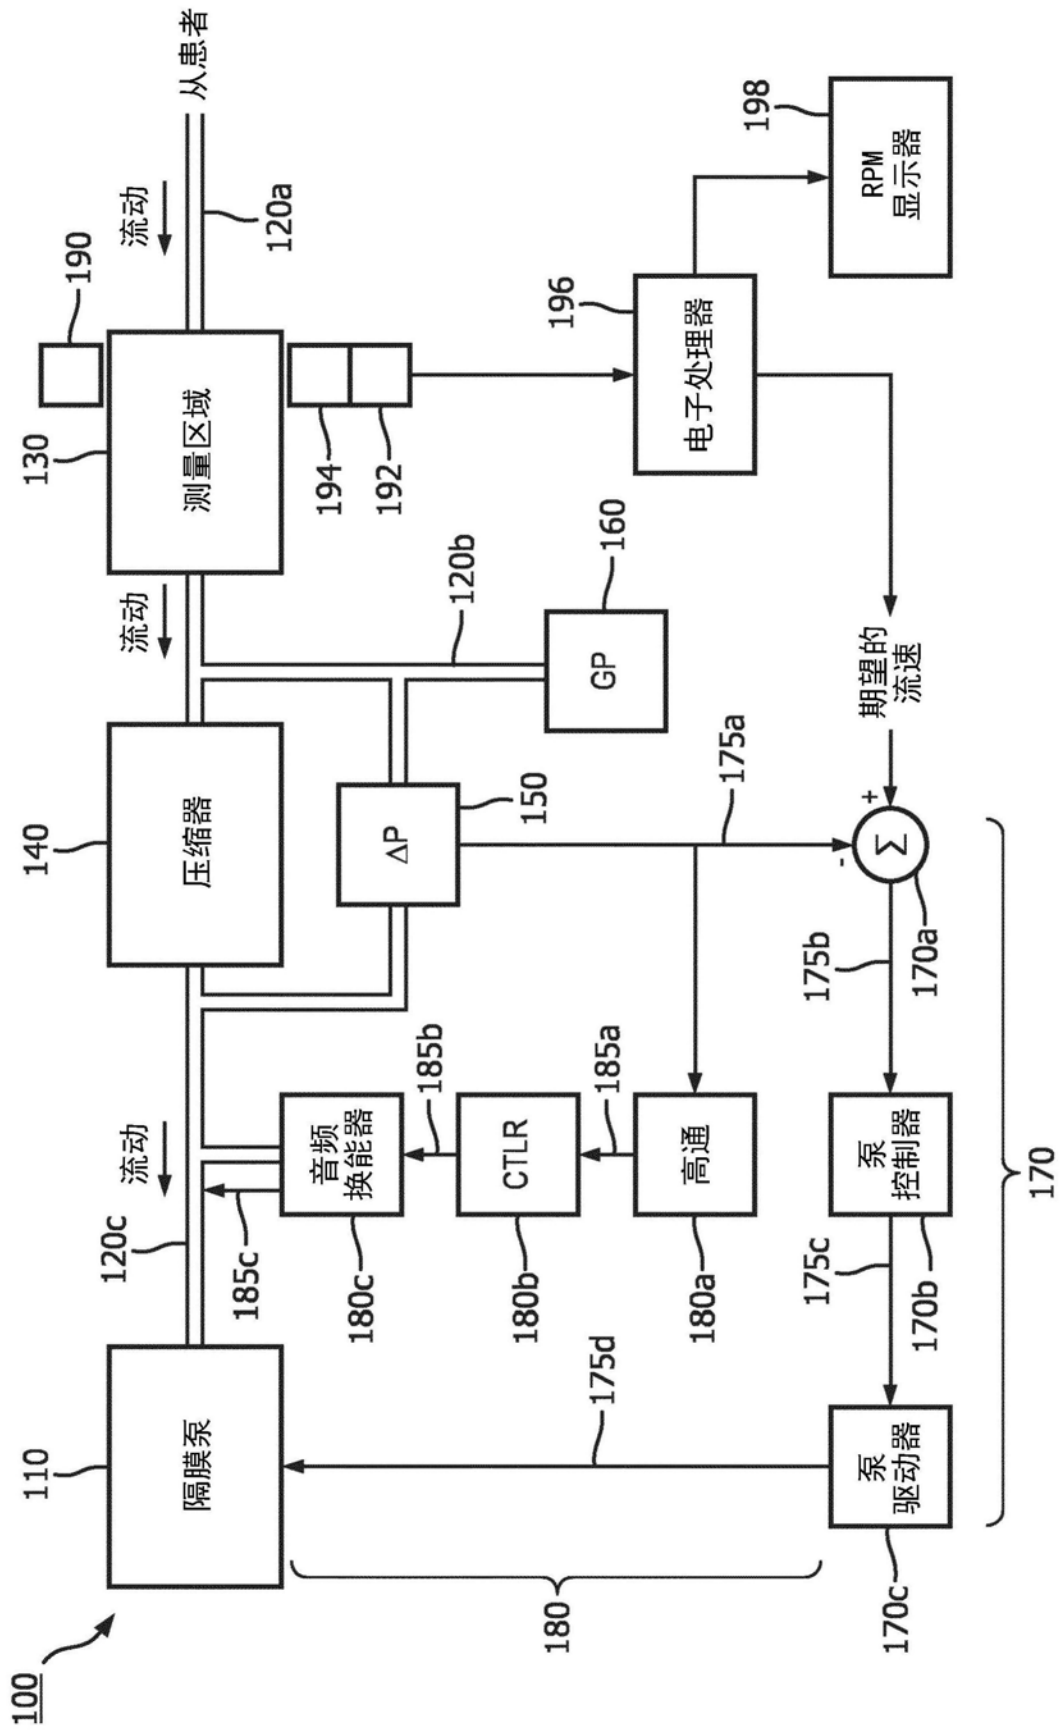 100
110
隔膜泵
120c
流动
140
压缩器
流动
130
测量区域
190
流动
从患者
120a
185c
音频
换能器
180c
185b
CTLR
180b
185a
高通
180a
ΔP
150
120b
GP
160
194
192
电子处理器
196
RPM
显示器
198
175a
175d
180
期望的
流速
+
-
Σ
170a
175b
泵
控制器
170b
175c
泵
驱动器
170c
170